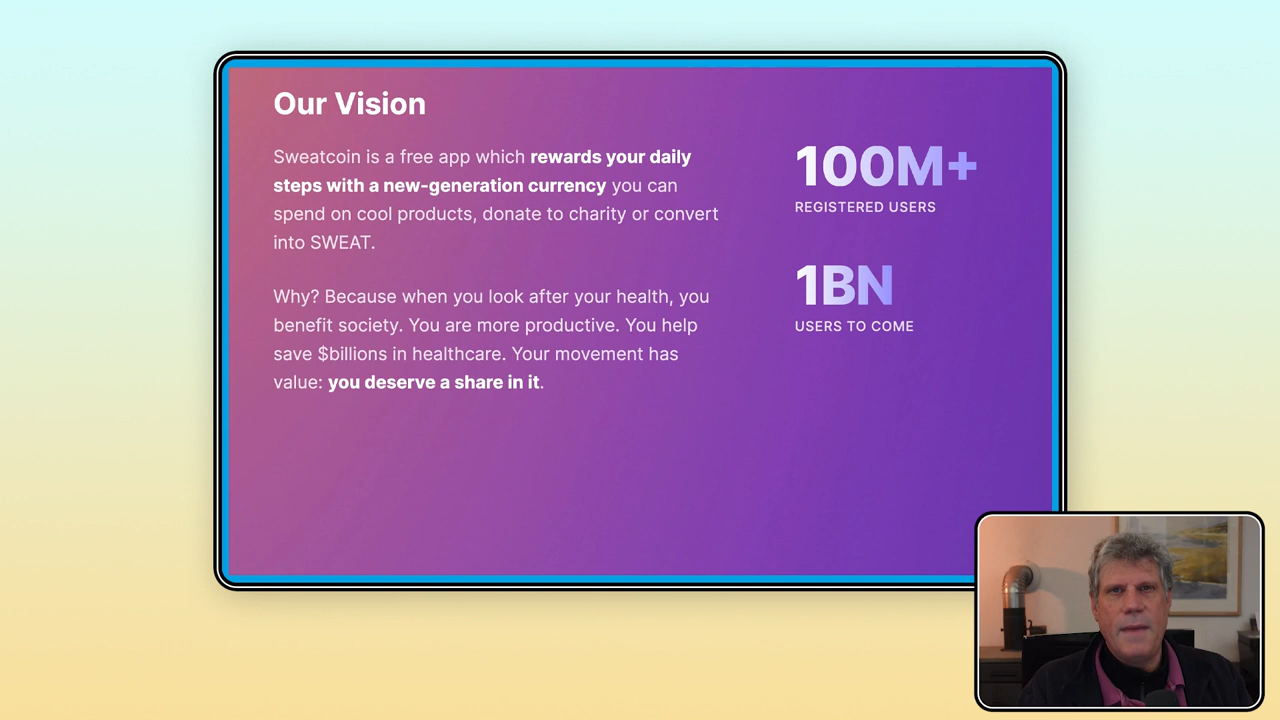 Our Vision
Sweatcoin is a free app which rewards your daily
steps with a new-generation currency you can
spend on cool products, donate to charity or convert
into SWEAT.
Why? Because when you look after your health, you
benefit society. You are more productive. You help
save $billions in healthcare. Your movement has
value: you deserve a share in it.
100M+
REGISTERED USERS
1BN
USERS TO COME